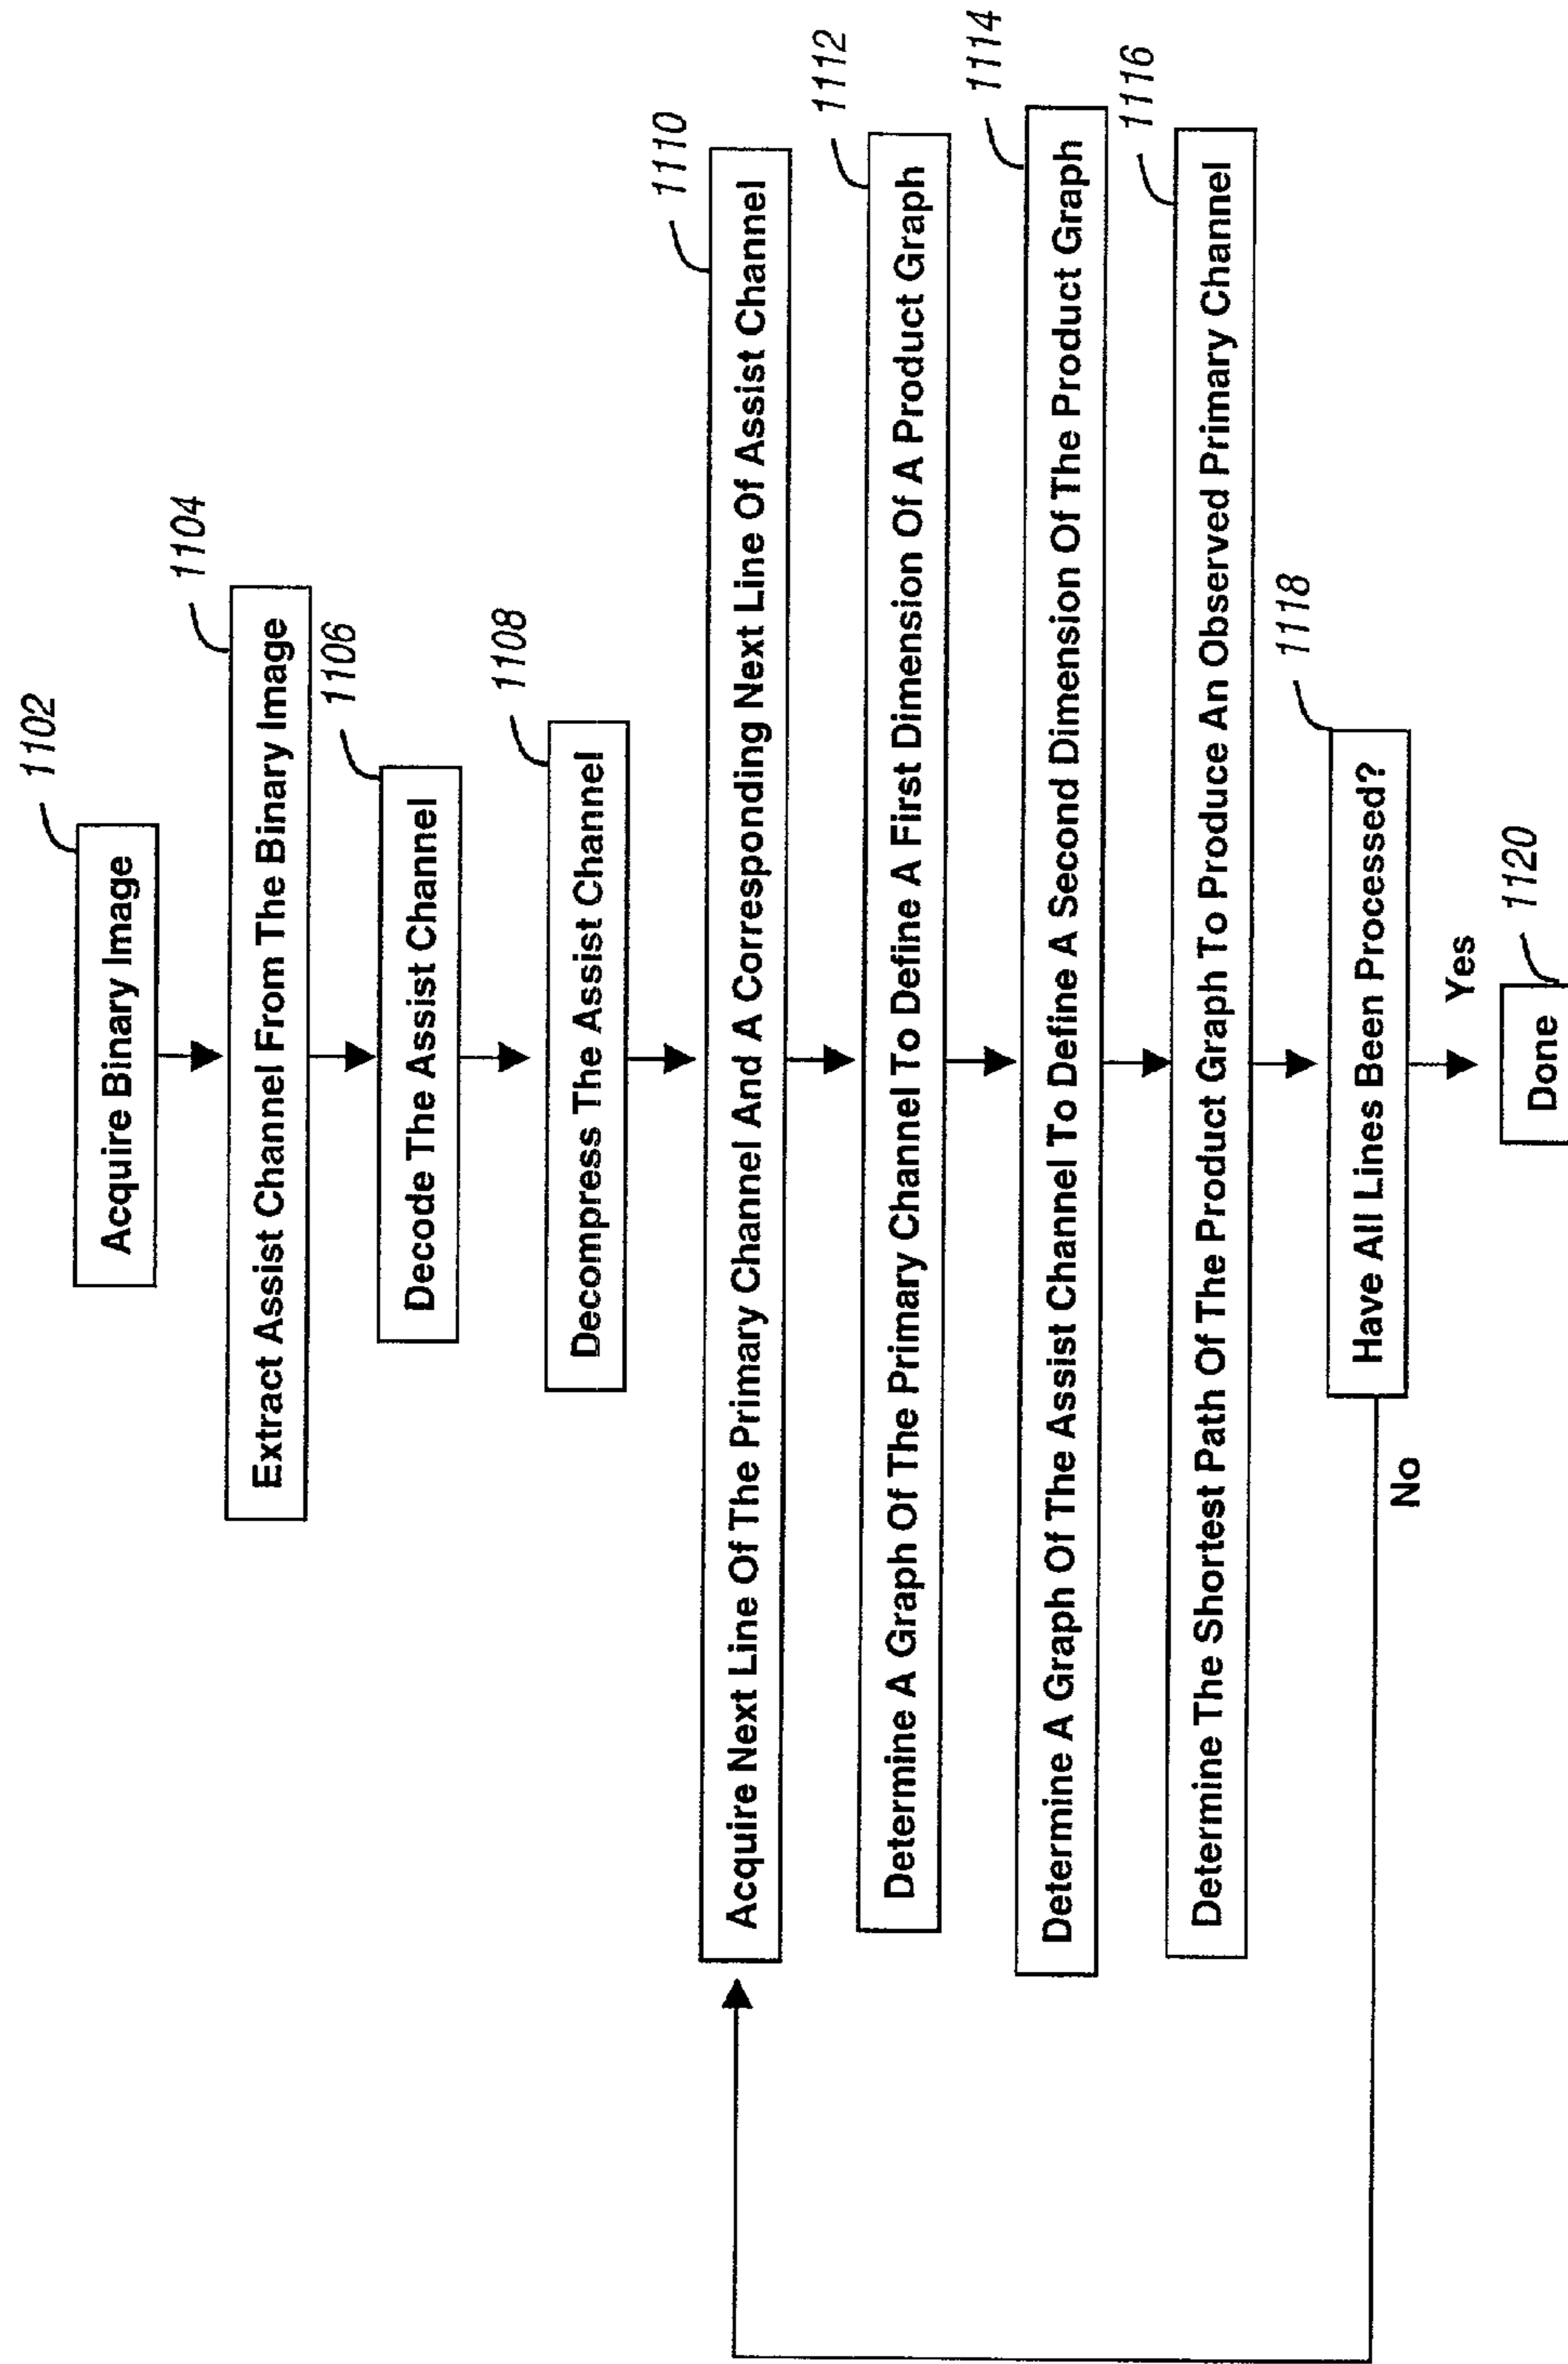 1102
Acquire Binary Image
1104
Extract Assist Channel From The Binary Image
1106
Decode The Assist Channel
1108
Decompress The Assist Channel
1110
Acquire Next Line Of The Primary Channel And A Corresponding Next Line Of Assist Channel
1112
Determine A Graph Of The Primary Channel To Define A First Dimension Of A Product Graph
1114
Determine A Graph Of The Assist Channel To Define A Second Dimension Of The Product Graph
1116
Determine The Shortest Path Of The Product Graph To Produce An Observed Primary Channel
1118
Have All Lines Been Processed?
No
Yes
1120
Done